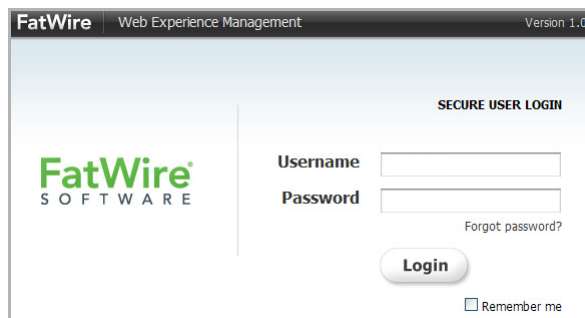 FatWire Web Experience Management Version 1.0
SECURE USER LOGIN
FatWire®
SOFTWARE
Username
Password
Forgot password?
Login
Remember me